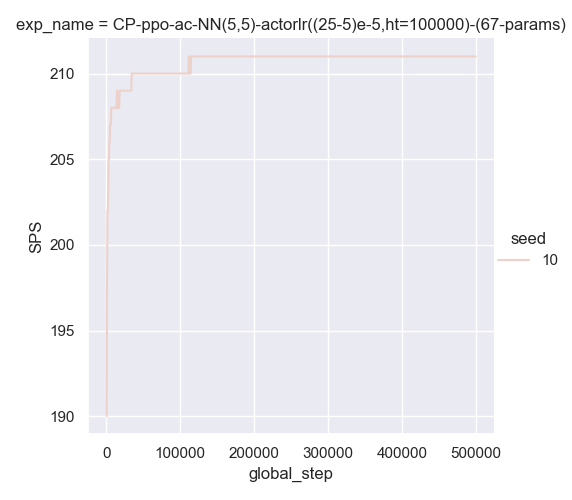 exp_name = CP-ppo-ac-NN(5,5)-actorlr((25-5)e-5,ht=100000)-(67-params)
210
205
200
195
190
SPS
seed
10
0 100000 200000 300000 400000 500000
global_step